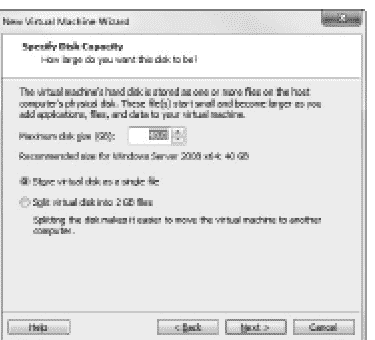 New Virtual Machine Wizard
Specify Disk Capacity
How large do you want this disk to be?
The virtual machine's hard disk is stored as one or more files on the host
computer's physical disk. These file(s) start small and become larger as you
add applications, files, and data to your virtual machine.
Maximum disk size (GB):
Recommended size for Windows Server 2008 x64: 40 GB
Store virtual disk as a single file
Split virtual disk into 2 GB files
Splitting the disk makes it easier to move the virtual machine to another
computer.
Help
< Back
Next >
Cancel